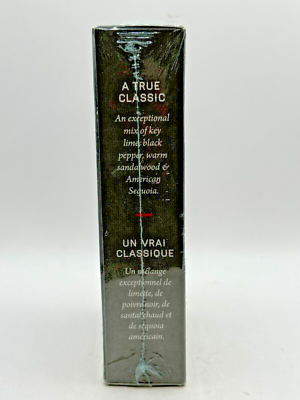 A TRUE
CLASSIC
An exceptional
mix of key
lime, black
pepper, warm
sandalwood &
American
Sequoia.
UN VRAI
CLASSIQUE
Un mélange
exceptionnel de
limette, de
poivre noir, de
santal chaud et
de séquoia
américain.